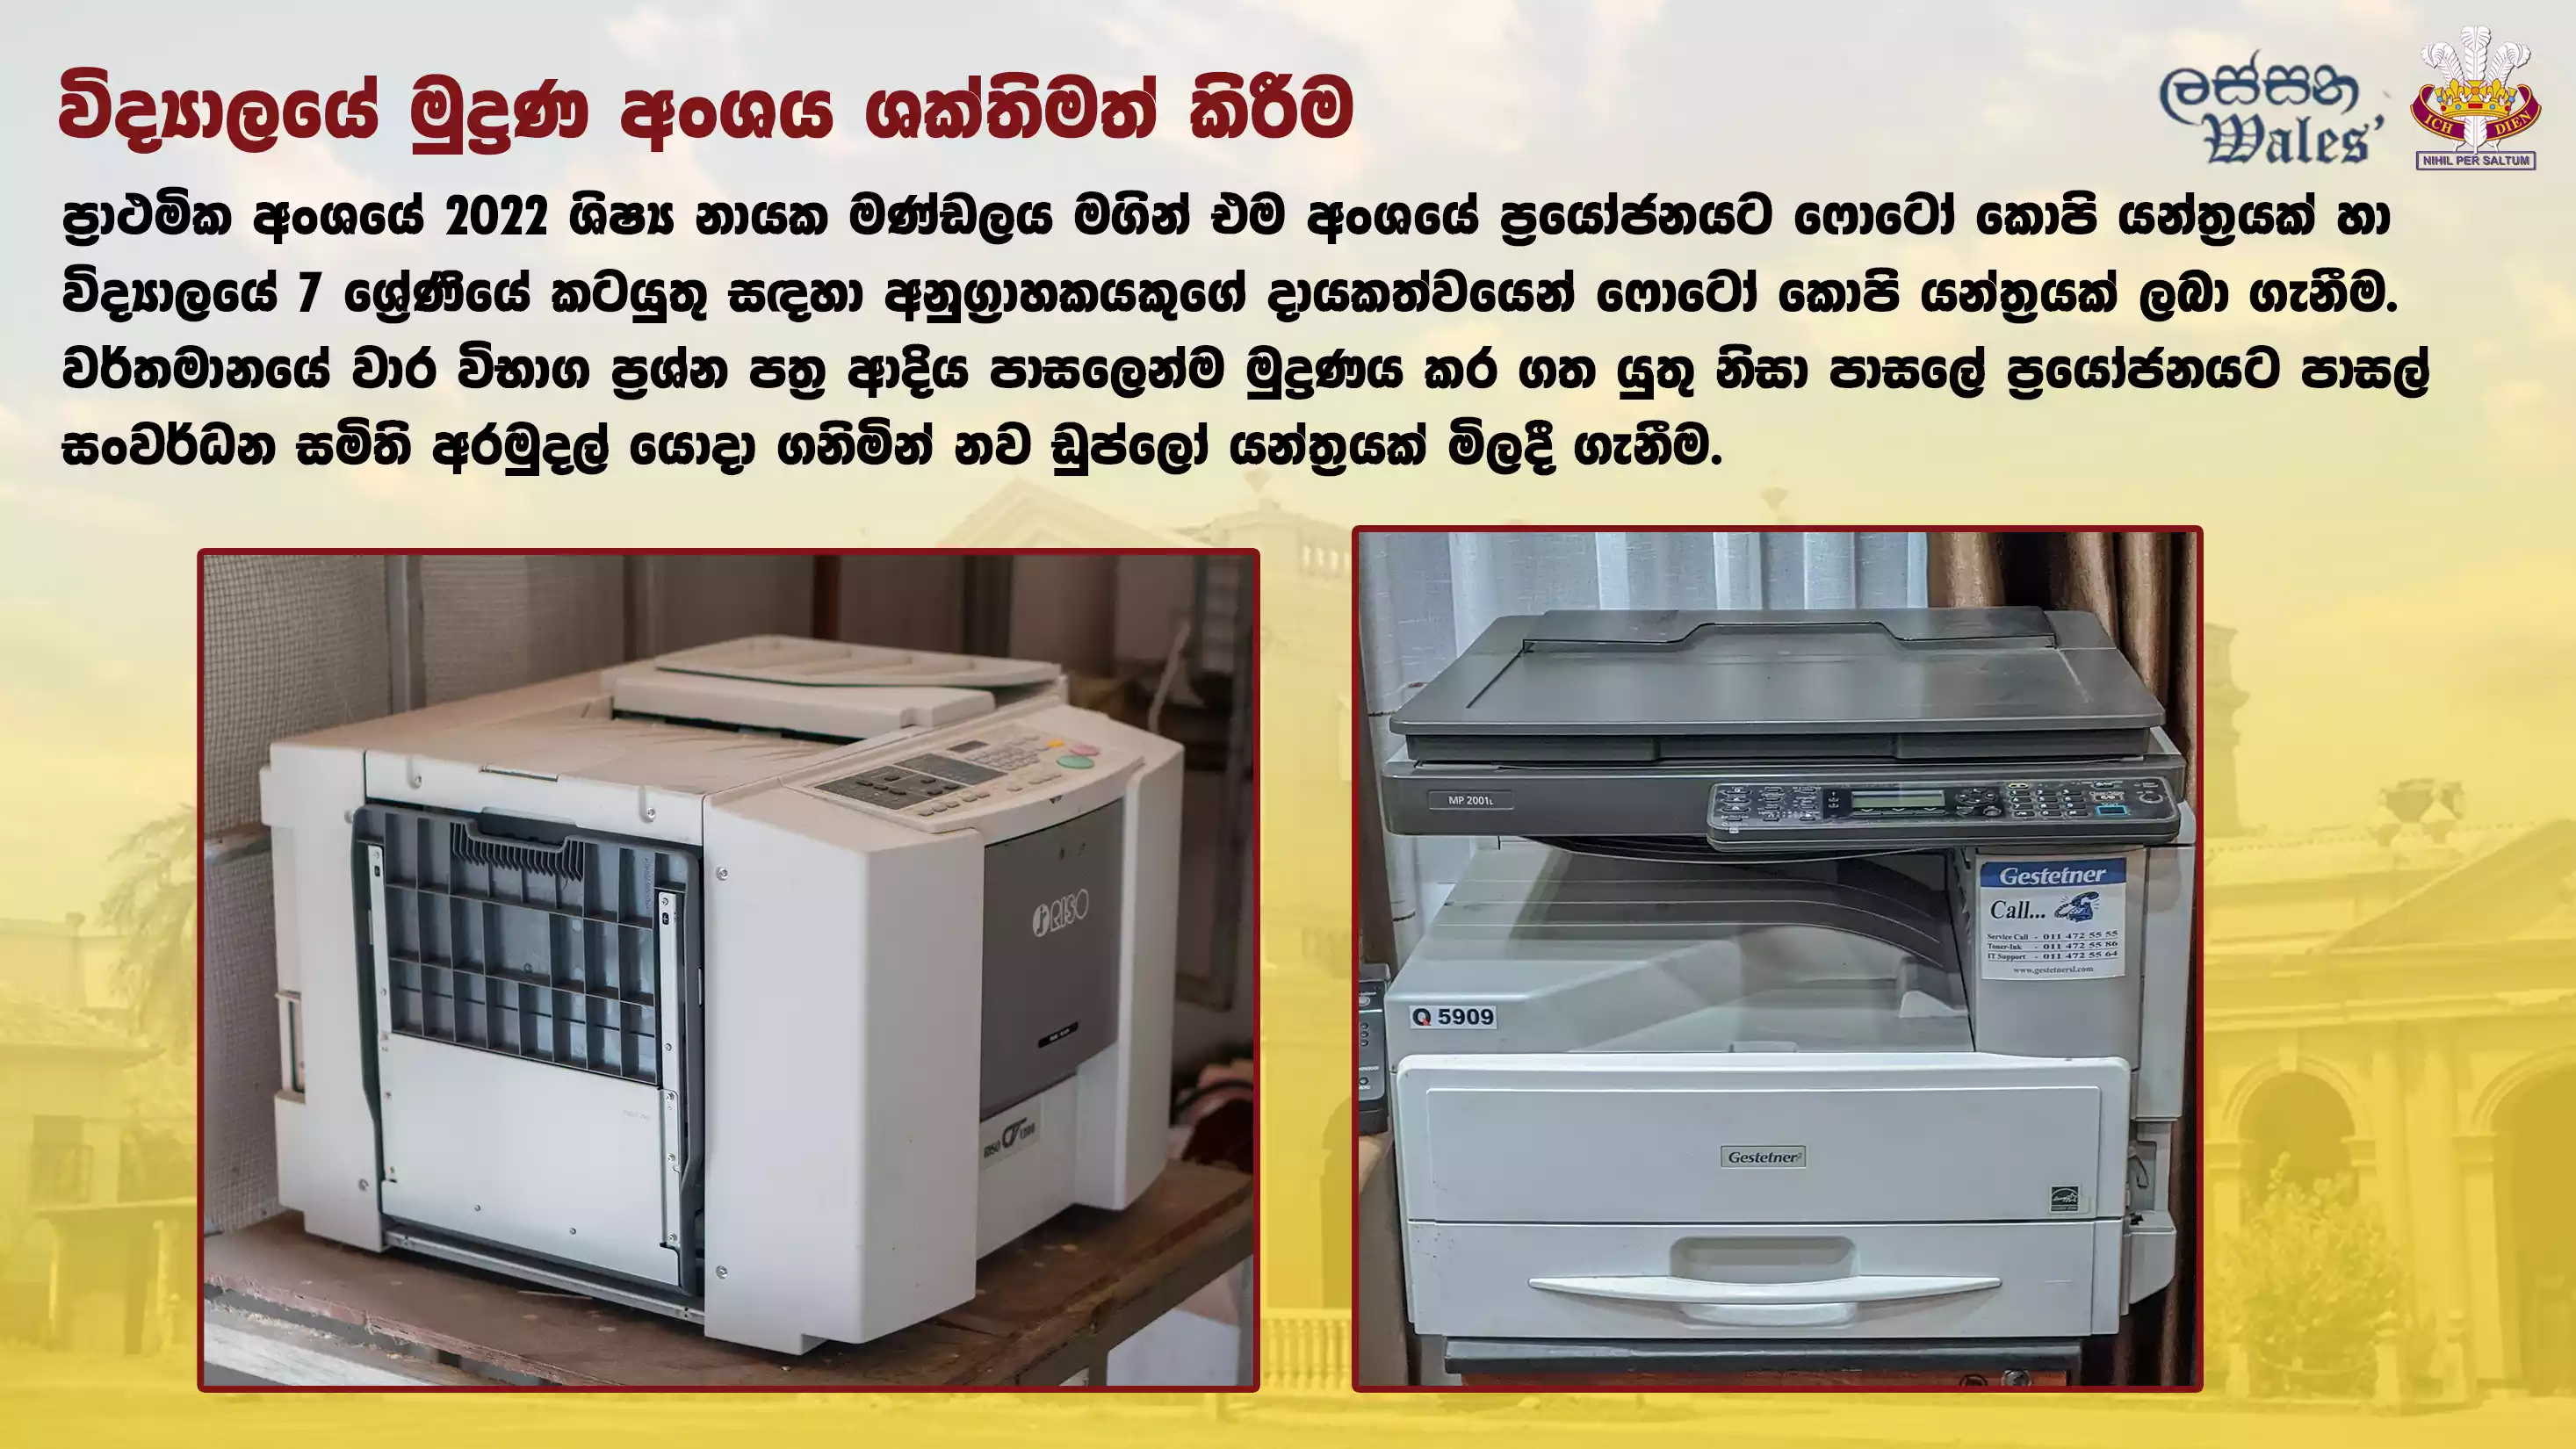 විද්‍යාලයේ මුද්‍රණ අංශය ශක්තිමත් කිරීම
ලස්සන
Wales'
ICH DIEN
NIHIL PER SALTUM
ප්‍රාථමික අංශයේ 2022 ශිෂ්‍ය නායක මණ්ඩලය මගින් එම අංශයේ ප්‍රයෝජනයට ෆොටෝ කොපි යන්ත්‍රයක් හා
විද්‍යාලයේ 7 ශ්‍රේණියේ කටයුතු සඳහා අනුග්‍රාහකයකුගේ දායකත්වයෙන් ෆොටෝ කොපි යන්ත්‍රයක් ලබා ගැනීම.
වර්තමානයේ වාර විභාග ප්‍රශ්න පත්‍ර ආදිය පාසලෙන්ම මුද්‍රණය කර ගත යුතු නිසා පාසලේ ප්‍රයෝජනයට පාසල්
සංවර්ධන සමිති අරමුදල් යොදා ගනිමින් නව ඩුප්ලෝ යන්ත්‍රයක් මිලදී ගැනීම.
RISO
RISO
MP 2001L
Gestetner
Call...
Service Call - 011 472 55 55
Toner-Ink - 011 472 55 86
IT Support - 011 472 55 64
www.gestetnersl.com
Q 5909
Gestetner